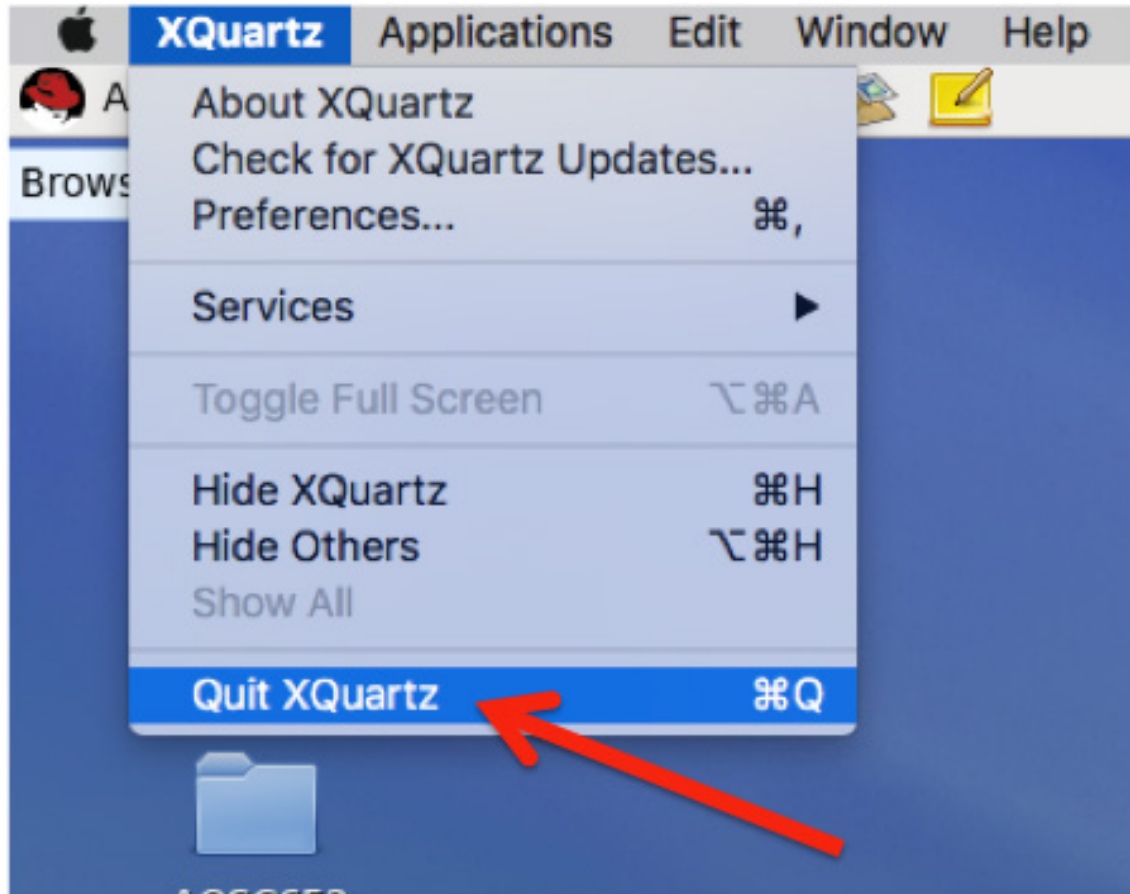 XQuartz Applications Edit Window Help
A
Brows
About XQuartz
Check for XQuartz Updates...
Preferences... ⌘,
Services ▶
Toggle Full Screen ⌥⌘A
Hide XQuartz ⌘H
Hide Others ⌥⌘H
Show All
Quit XQuartz ⌘Q